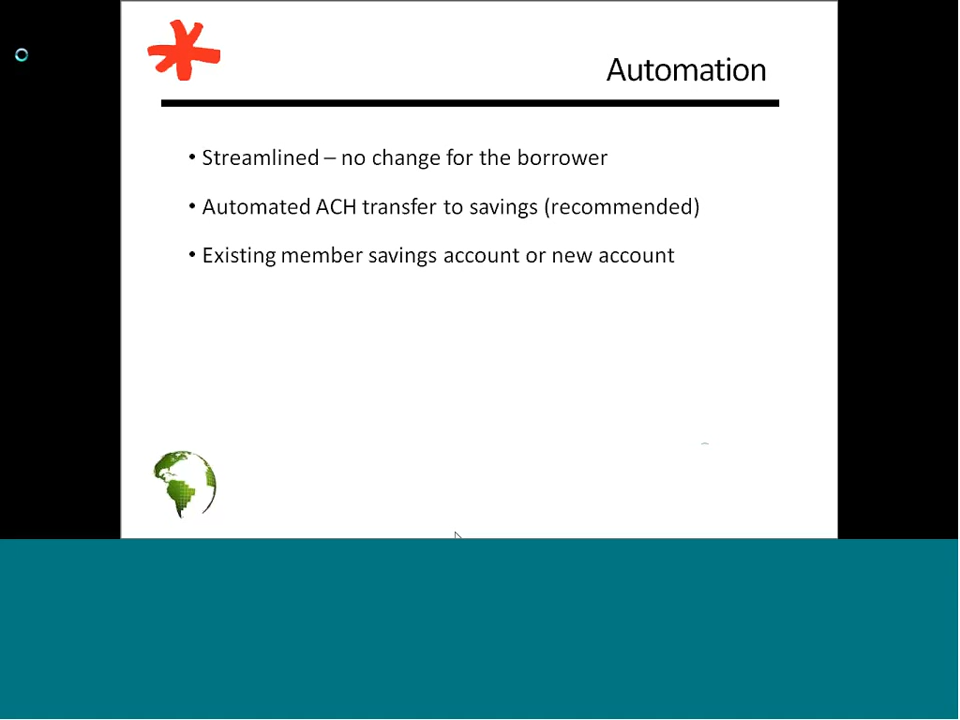 Automation
• Streamlined – no change for the borrower
• Automated ACH transfer to savings (recommended)
• Existing member savings account or new account